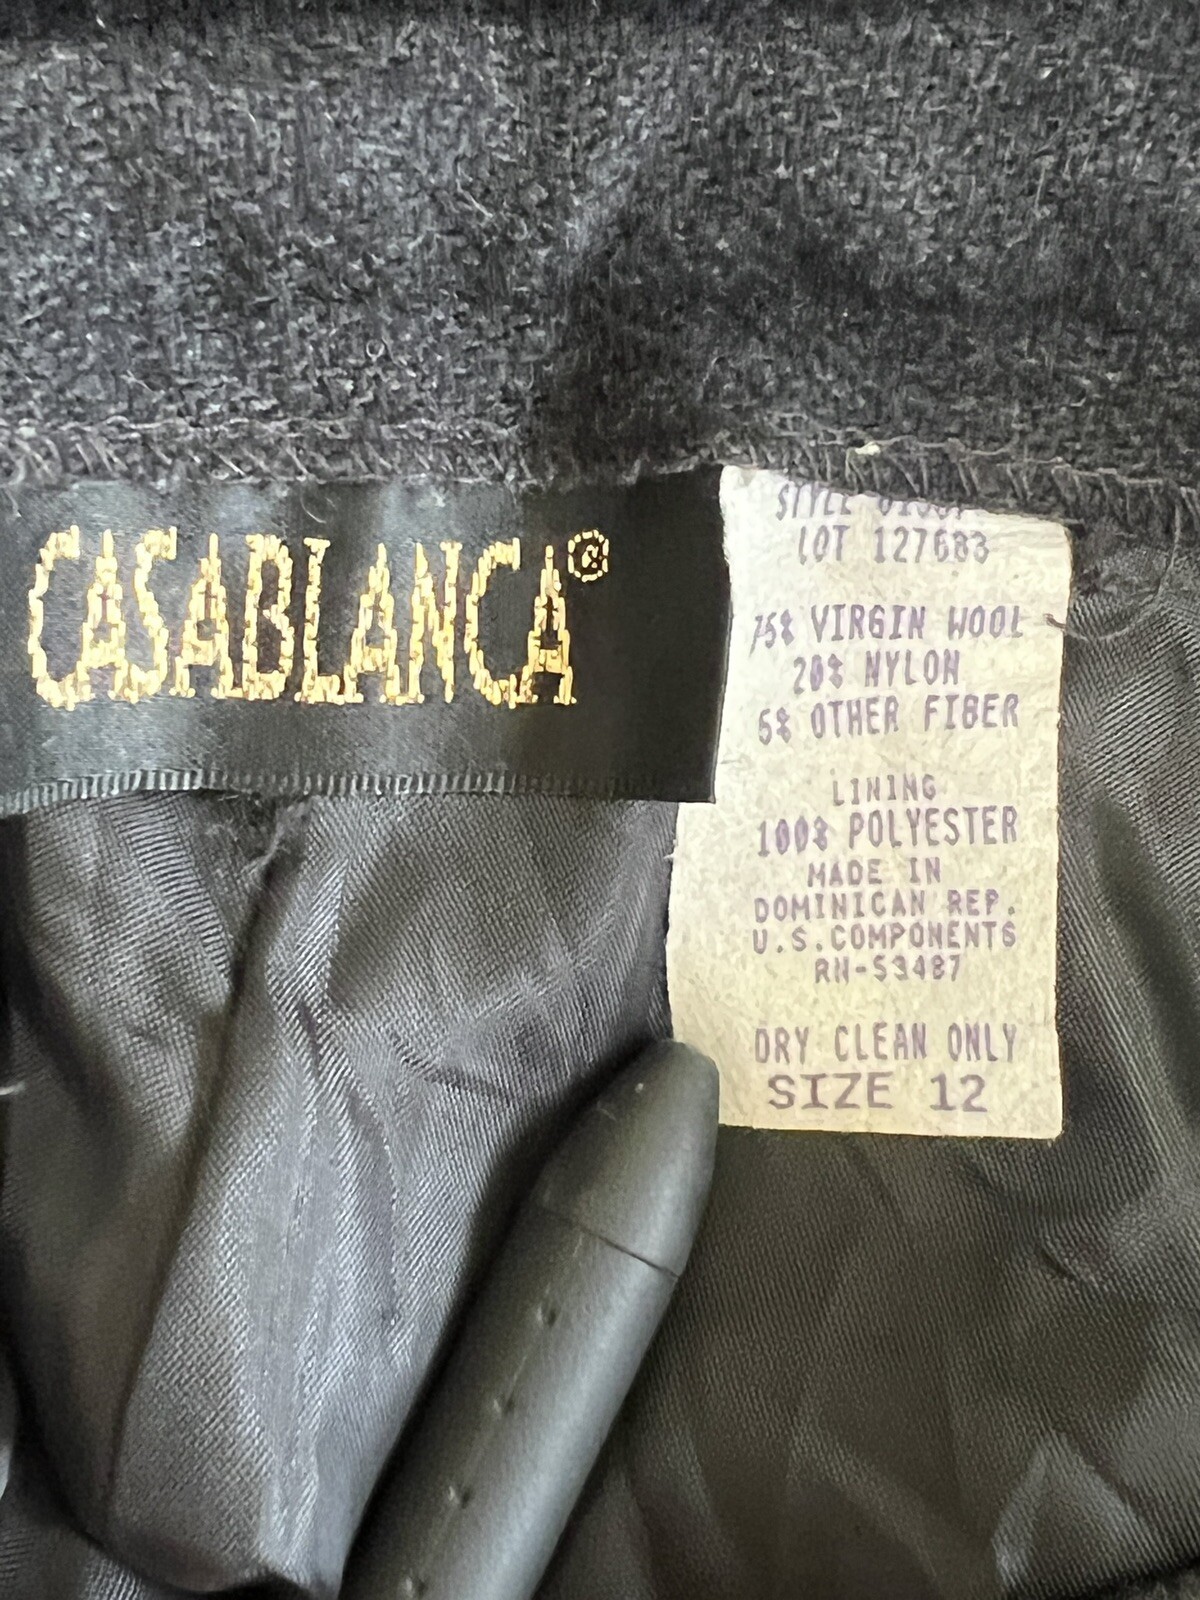 CASABLANCA®
STYLE
LOT 127683
75% VIRGIN WOOL
20% NYLON
5% OTHER FIBER
LINING
100% POLYESTER
MADE IN
DOMINICAN REP.
U.S.COMPONENTS
RN-53487
DRY CLEAN ONLY
SIZE 12